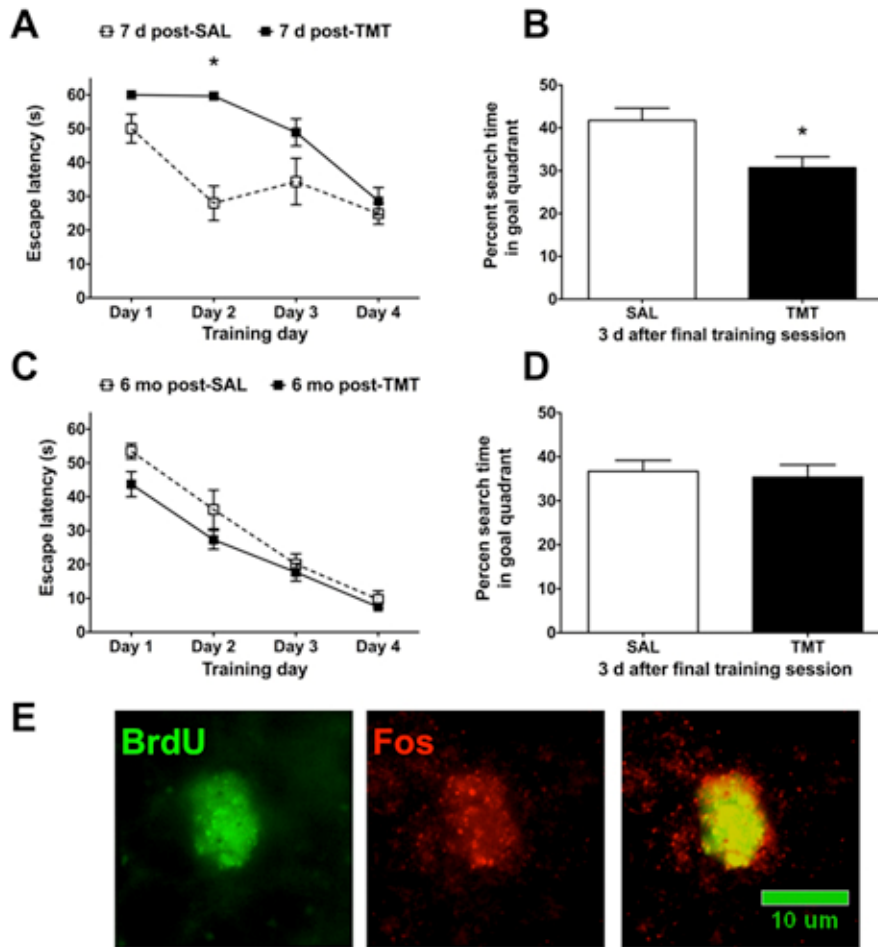 A
7 d post-SAL 7 d post-TMT
*
Escape latency (s)
60
50
40
30
20
10
0
Day 1 Day 2 Day 3 Day 4
Training day
B
Percent search time
in goal quadrant
50
40
30
20
10
0
*
SAL TMT
3 d after final training session
C
6 mo post-SAL 6 mo post-TMT
Escape latency (s)
60
50
40
30
20
10
0
Day 1 Day 2 Day 3 Day 4
Training day
D
Percen search time
in goal quadrant
50
40
30
20
10
0
SAL TMT
3 d after final training session
E
BrdU
Fos
10 um